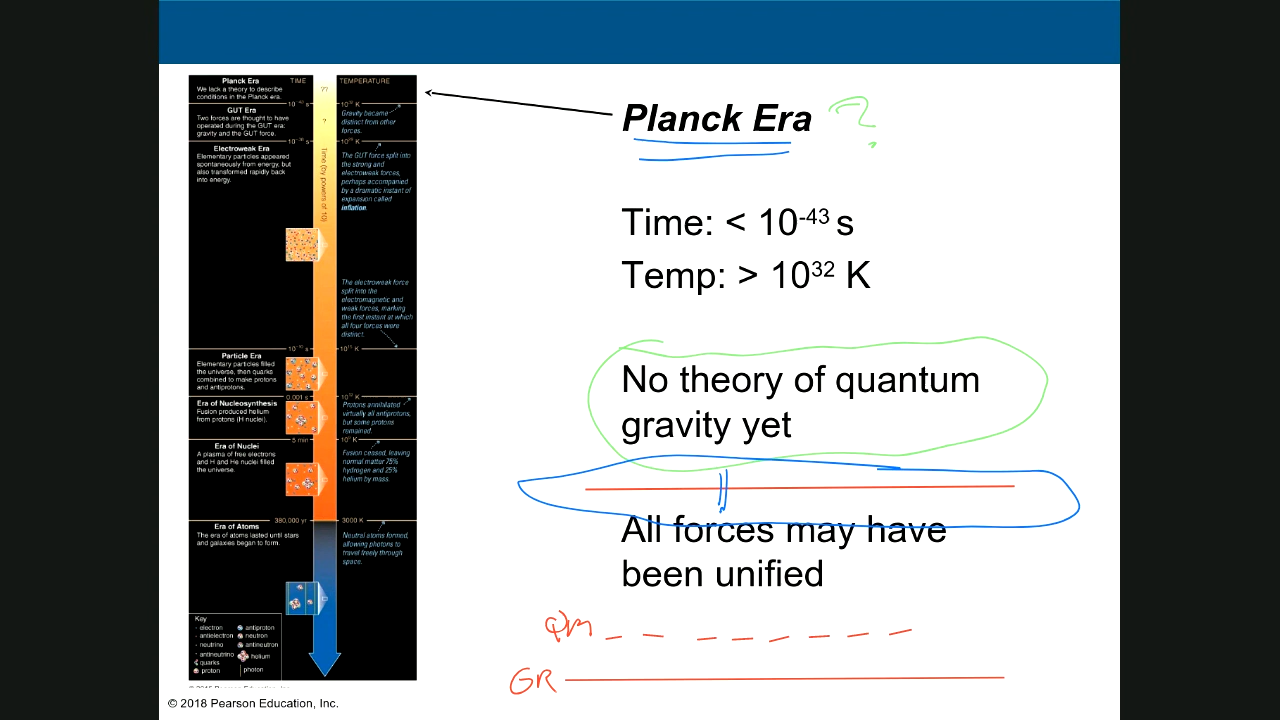 Planck Era
TIME
TEMPERATURE
We lack a theory to describe
conditions in the Planck era.
??
GUT Era
Two forces are thought to have
operated during the GUT era:
gravity and the GUT force.
?
Gravity became
distinct from other
forces.
Electroweak Era
Elementary particles appeared
spontaneously from energy, but
also transformed rapidly back
into energy.
Time (by powers of 10)
The GUT force split into
the strong and
electroweak forces,
perhaps accompanied
by a dramatic instant of
expansion called
inflation.
The electroweak force
split into the
electromagnetic and
weak forces, marking
the first instant at which
all four forces were
distinct.
Particle Era
Elementary particles filled
the universe, then quarks
combined to make protons
and antiprotons.
0.001 s
Era of Nucleosynthesis
Fusion produced helium
from protons (H nuclei).
Protons annihilated
virtually all antiprotons,
but some protons
remained.
5 min
Era of Nuclei
A plasma of free electrons
and H and He nuclei filled
the universe.
Fusion ceased, leaving
normal matter 75%
hydrogen and 25%
helium by mass.
380,000 yr
3000 K
Era of Atoms
The era of atoms lasted until stars
and galaxies began to form.
Neutral atoms formed,
allowing photons to
travel freely through
space.
Key
electron
antiproton
antielectron
neutron
neutrino
antineutron
antineutrino
helium
quarks
proton
photon
Planck Era ?
Time: < 10⁻⁴³ s
Temp: > 10³² K
No theory of quantum
gravity yet
All forces may have
been unified
QM
GR
© 2018 Pearson Education, Inc.